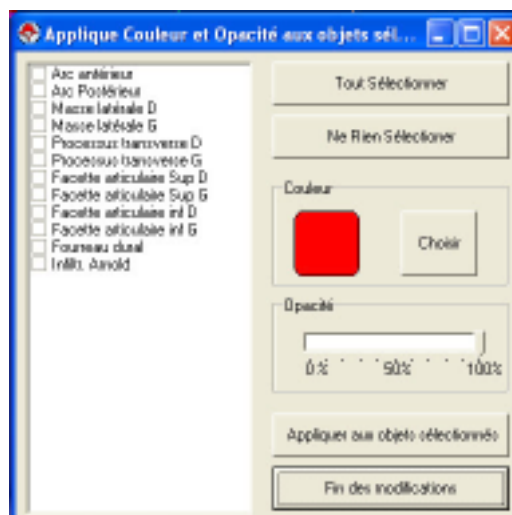 Applique Couleur et Opacité aux objets sél...
Arc antérieur
Arc Postérieur
Masse latérale D
Masse latérale G
Processus transverse D
Processus transverse G
Facette articulaire Sup D
Facette articulaire Sup G
Facette articulaire inf D
Facette articulaire inf G
Fourreau dural
Infiltr. Arnold
Tout Sélectionner
Ne Rien Sélectioner
Couleur
Choisir
Opacité
0% 50% 100%
Appliquer aux objets sélectionnés
Fin des modifications